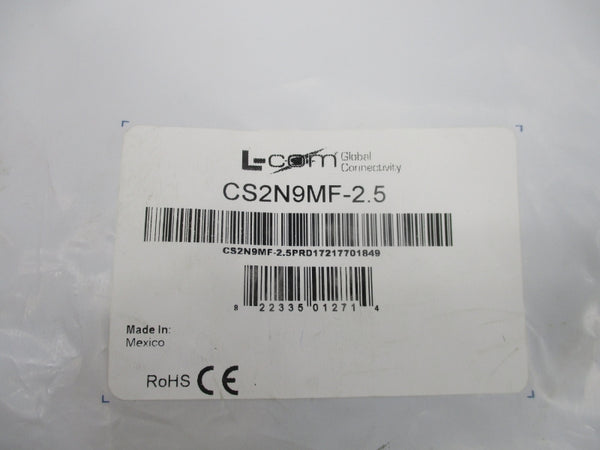 L-com Global Connectivity
CS2N9MF-2.5
CS2N9MF-2.5PRD17217701849
8 22335 01271 4
Made In:
Mexico
RoHS CE